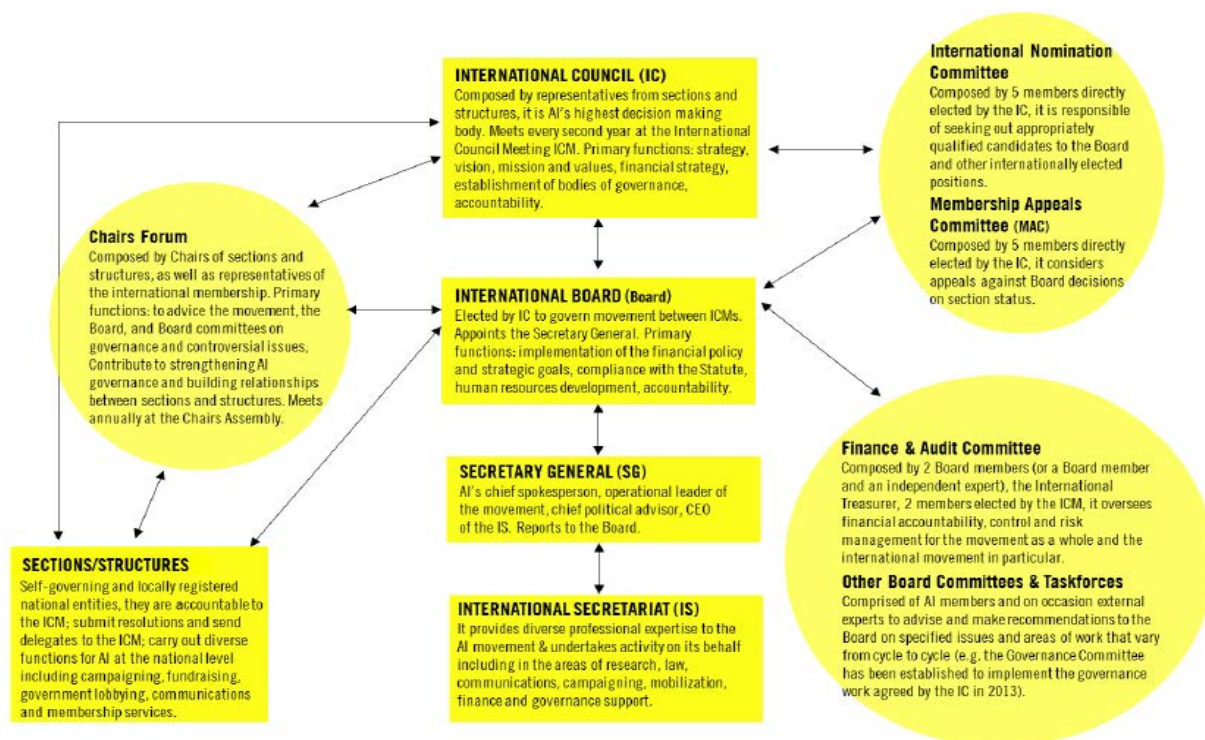 INTERNATIONAL COUNCIL (IC)
Composed by representatives from sections and
structures, it is AI's highest decision making
body. Meets every second year at the International
Council Meeting ICM. Primary functions: strategy,
vision, mission and values, financial strategy,
establishment of bodies of governance,
accountability.
International Nomination
Committee
Composed by 5 members directly
elected by the IC, it is responsible
of seeking out appropriately
qualified candidates to the Board
and other internationally elected
positions.
Membership Appeals
Committee (MAC)
Composed by 5 members directly
elected by the IC, it considers
appeals against Board decisions
on section status.
Chairs Forum
Composed by Chairs of sections and
structures, as well as representatives of
the international membership. Primary
functions: to advice the movement, the
Board, and Board committees on
governance and controversial issues,
Contribute to strengthening AI
governance and building relationships
between sections and structures. Meets
annually at the Chairs Assembly.
INTERNATIONAL BOARD (Board)
Elected by IC to govern movement between ICMs.
Appoints the Secretary General. Primary
functions: implementation of the financial policy
and strategic goals, compliance with the Statute,
human resources development, accountability.
SECRETARY GENERAL (SG)
AI's chief spokesperson, operational leader of
the movement, chief political advisor, CEO
of the IS. Reports to the Board.
Finance & Audit Committee
Composed by 2 Board members (or a Board member
and an independent expert), the International
Treasurer, 2 members elected by the ICM, it oversees
financial accountability, control and risk
management for the movement as a whole and the
international movement in particular.
Other Board Committees & Taskforces
Comprised of AI members and on occasion external
experts to advise and make recommendations to the
Board on specified issues and areas of work that vary
from cycle to cycle (e.g. the Governance Committee
has been established to implement the governance
work agreed by the IC in 2013).
SECTIONS/STRUCTURES
Self-governing and locally registered
national entities, they are accountable to
the ICM; submit resolutions and send
delegates to the ICM; carry out diverse
functions for AI at the national level
including campaigning, fundraising,
government lobbying, communications
and membership services.
INTERNATIONAL SECRETARIAT (IS)
It provides diverse professional expertise to the
AI movement & undertakes activity on its behalf
including in the areas of research, law,
communications, campaigning, mobilization,
finance and governance support.